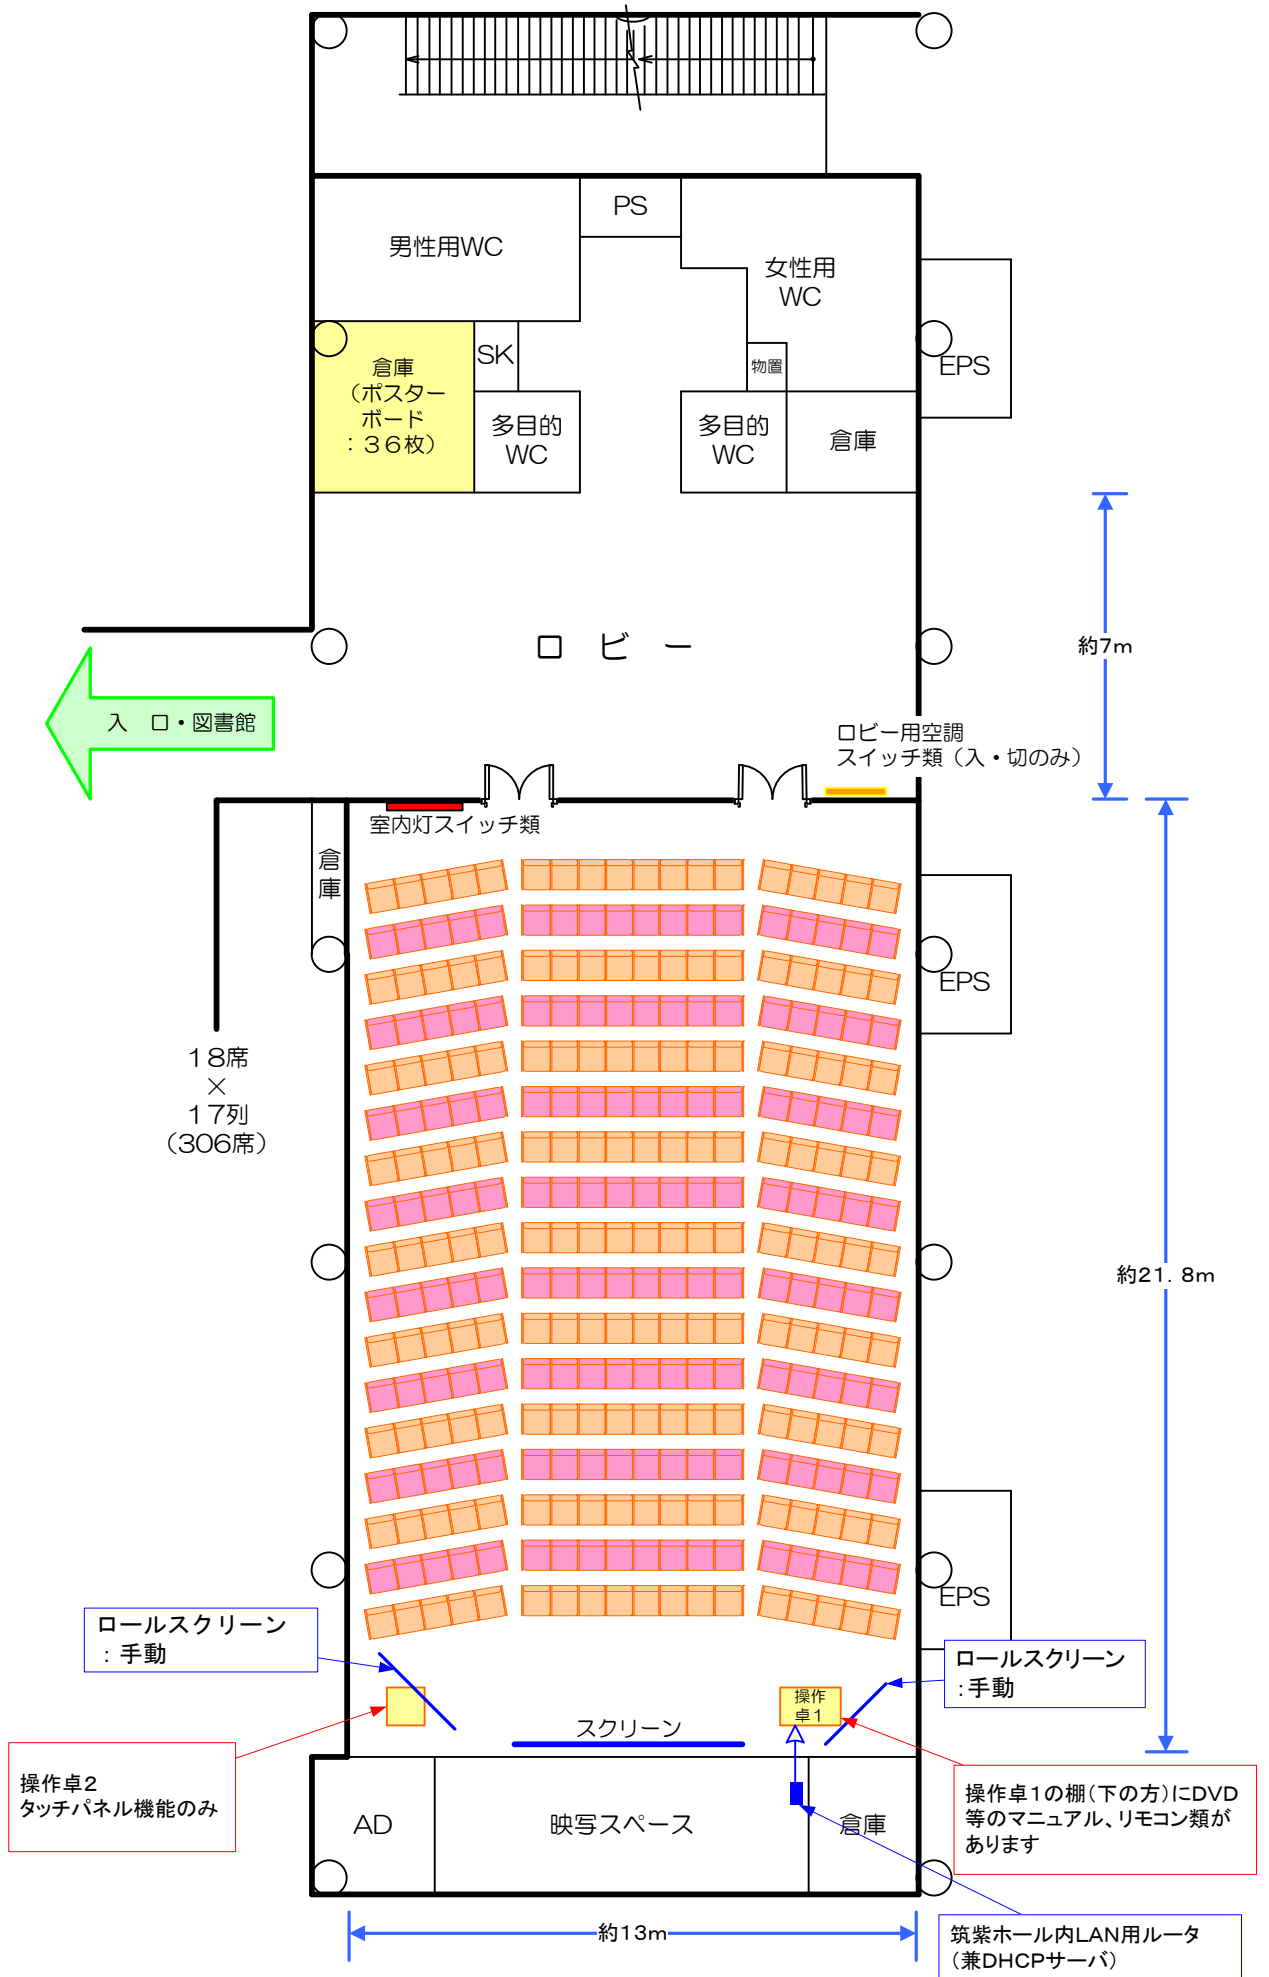 PS
男性用WC
女性用
WC
EPS
SK
物置
倉庫
（ポスター
ボード
：３６枚）
多目的
WC
多目的
WC
倉庫
ロ ビ ー
約7m
入 口・図書館
ロビー用空調
スイッチ類（入・切のみ）
室内灯スイッチ類
倉
庫
EPS
18席
×
17列
（306席）
約21．8m
EPS
ロールスクリーン
：手動
ロールスクリーン
：手動
操作
卓1
スクリーン
操作卓2
タッチパネル機能のみ
操作卓1の棚（下の方）にDVD
等のマニュアル、リモコン類が
あります
AD
映写スペース
倉庫
約13m
筑紫ホール内LAN用ルータ
（兼DHCPサーバ）